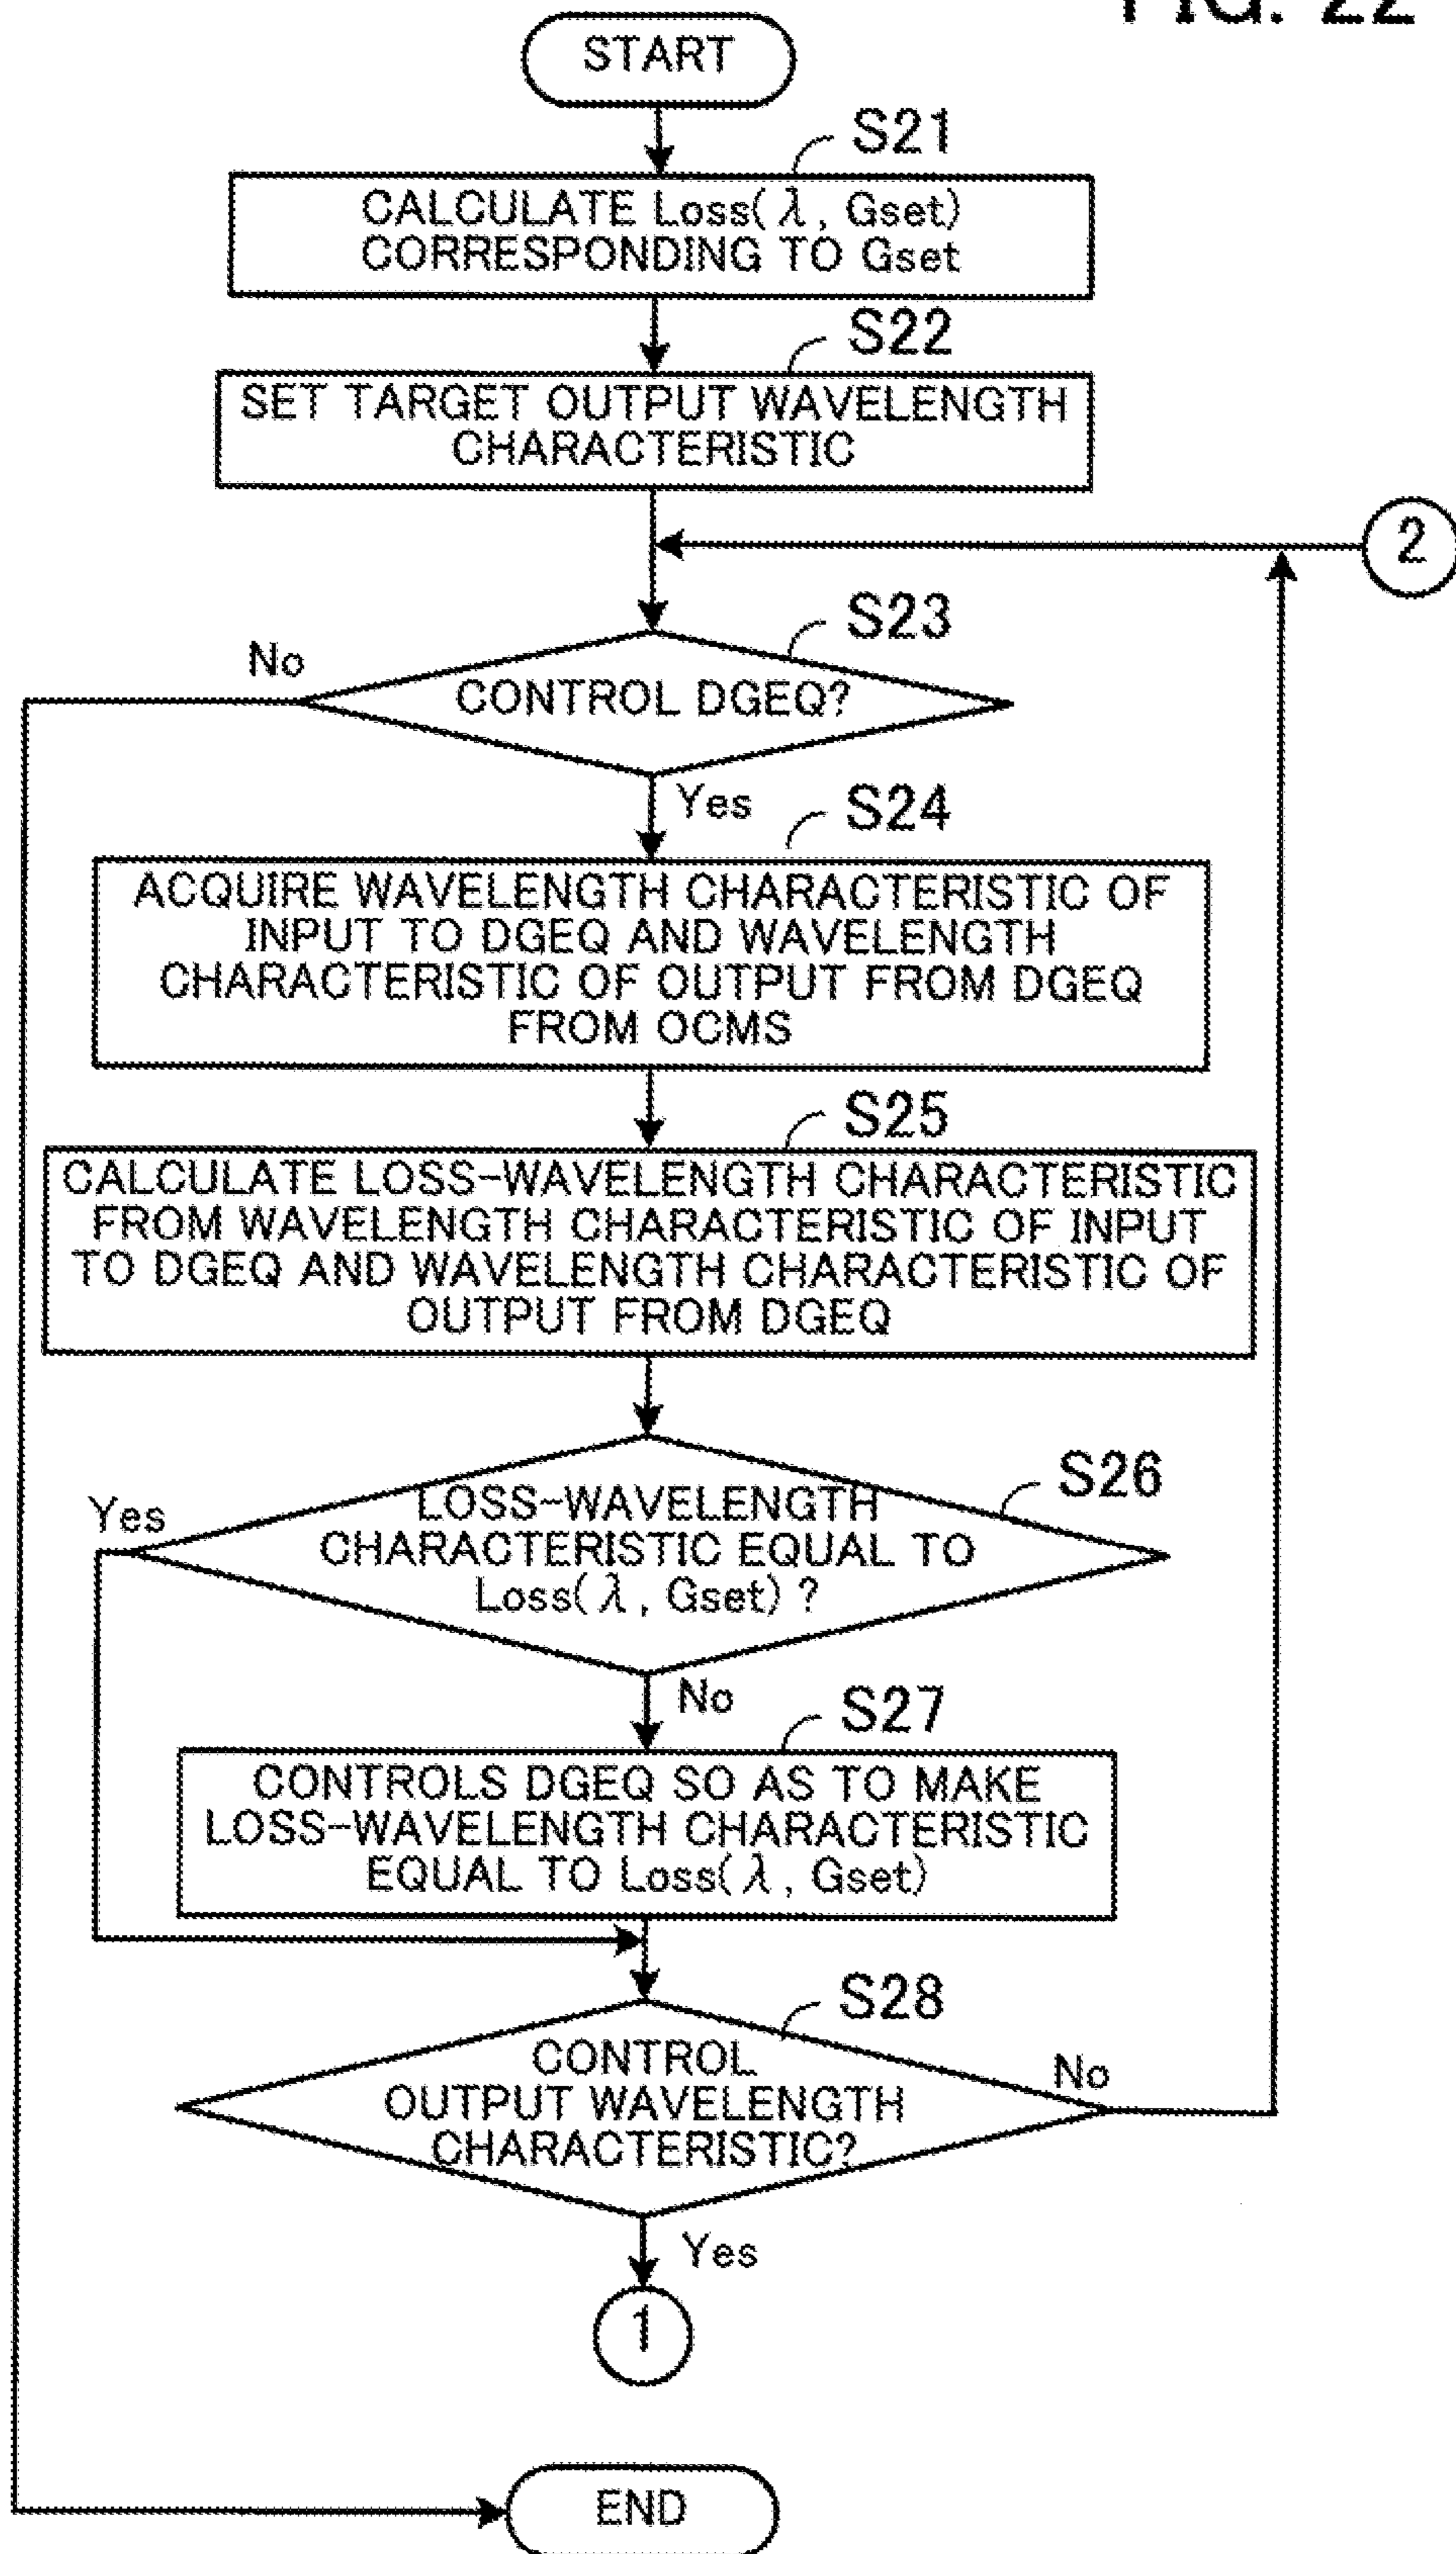 FIG. 22
START
S21
CALCULATE Loss(λ, Gset)
CORRESPONDING TO Gset
S22
SET TARGET OUTPUT WAVELENGTH
CHARACTERISTIC
2
S23
No
CONTROL DGEQ?
Yes
S24
ACQUIRE WAVELENGTH CHARACTERISTIC OF
INPUT TO DGEQ AND WAVELENGTH
CHARACTERISTIC OF OUTPUT FROM DGEQ
FROM OCMS
S25
CALCULATE LOSS-WAVELENGTH CHARACTERISTIC
FROM WAVELENGTH CHARACTERISTIC OF INPUT
TO DGEQ AND WAVELENGTH CHARACTERISTIC OF
OUTPUT FROM DGEQ
S26
Yes
LOSS-WAVELENGTH
CHARACTERISTIC EQUAL TO
Loss(λ, Gset) ?
No
S27
CONTROLS DGEQ SO AS TO MAKE
LOSS-WAVELENGTH CHARACTERISTIC
EQUAL TO Loss(λ, Gset)
S28
CONTROL
OUTPUT WAVELENGTH
CHARACTERISTIC?
No
Yes
1
END